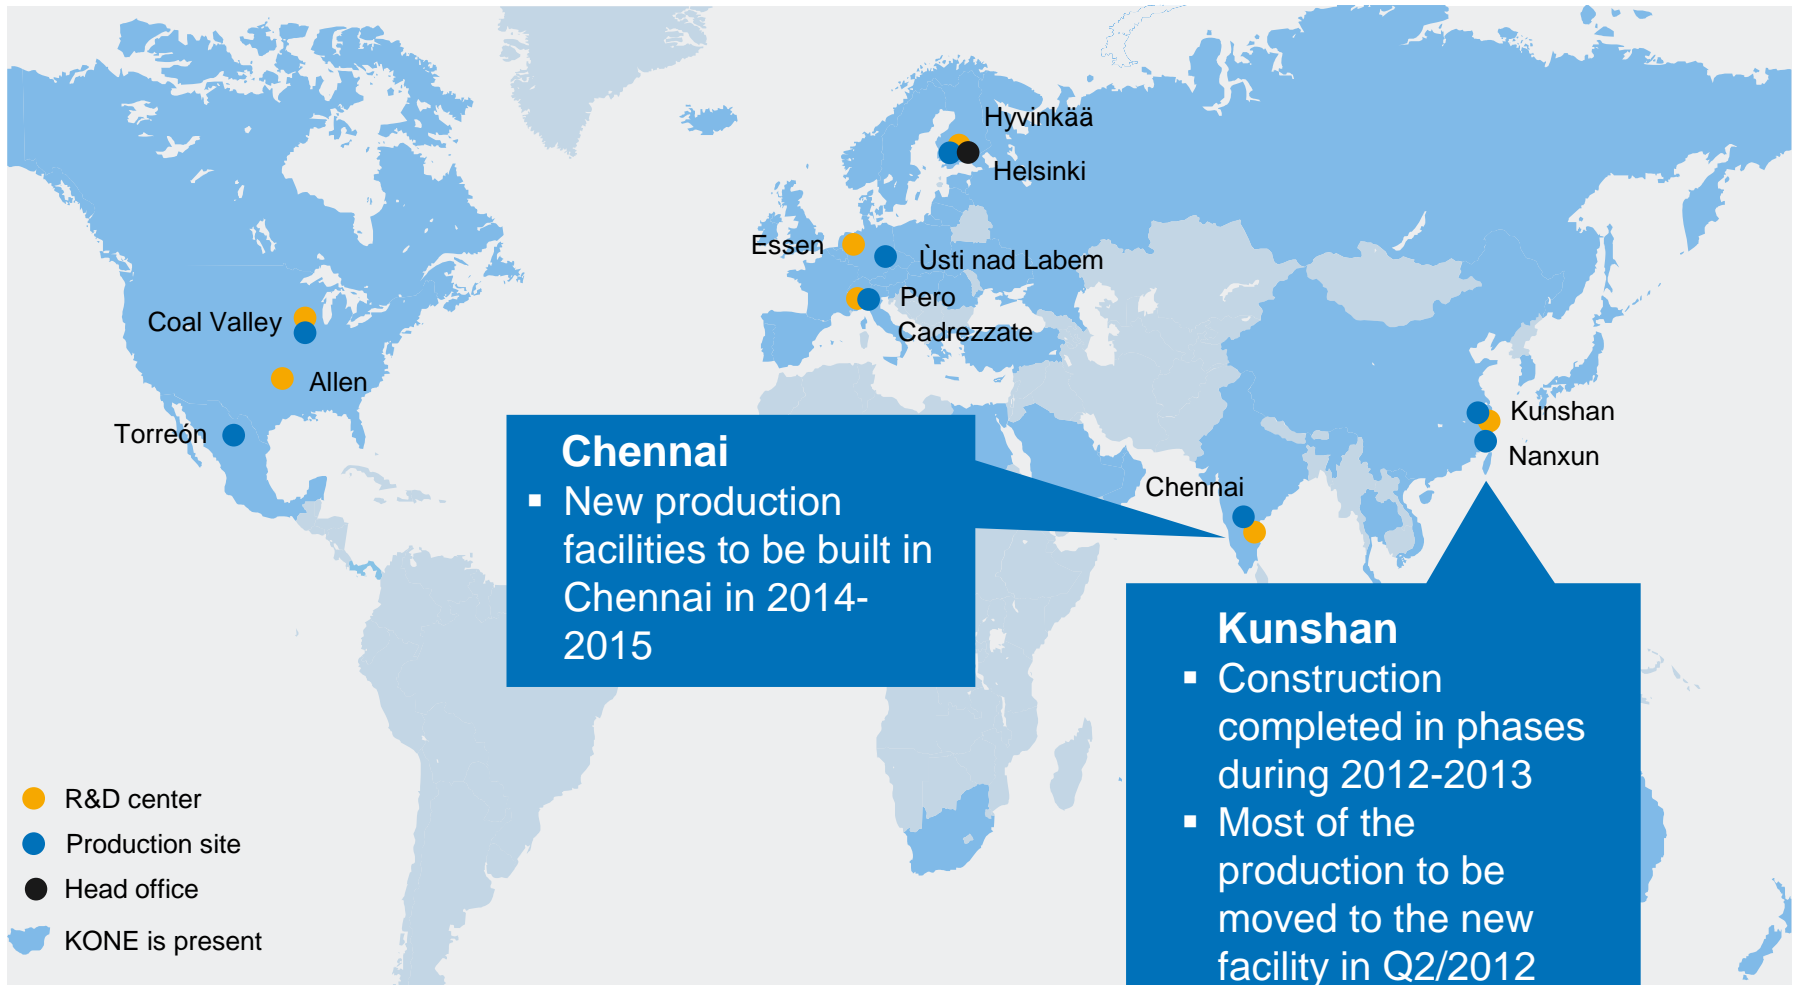 Hyvinkää
Helsinki
Essen
Ùsti nad Labem
Pero
Cadrezzate
Coal Valley
Allen
Torreón
Kunshan
Nanxun
Chennai
Chennai
▪ New production
facilities to be built in
Chennai in 2014-
2015
Kunshan
▪ Construction
completed in phases
during 2012-2013
▪ Most of the
production to be
moved to the new
facility in Q2/2012
R&D center
Production site
Head office
KONE is present